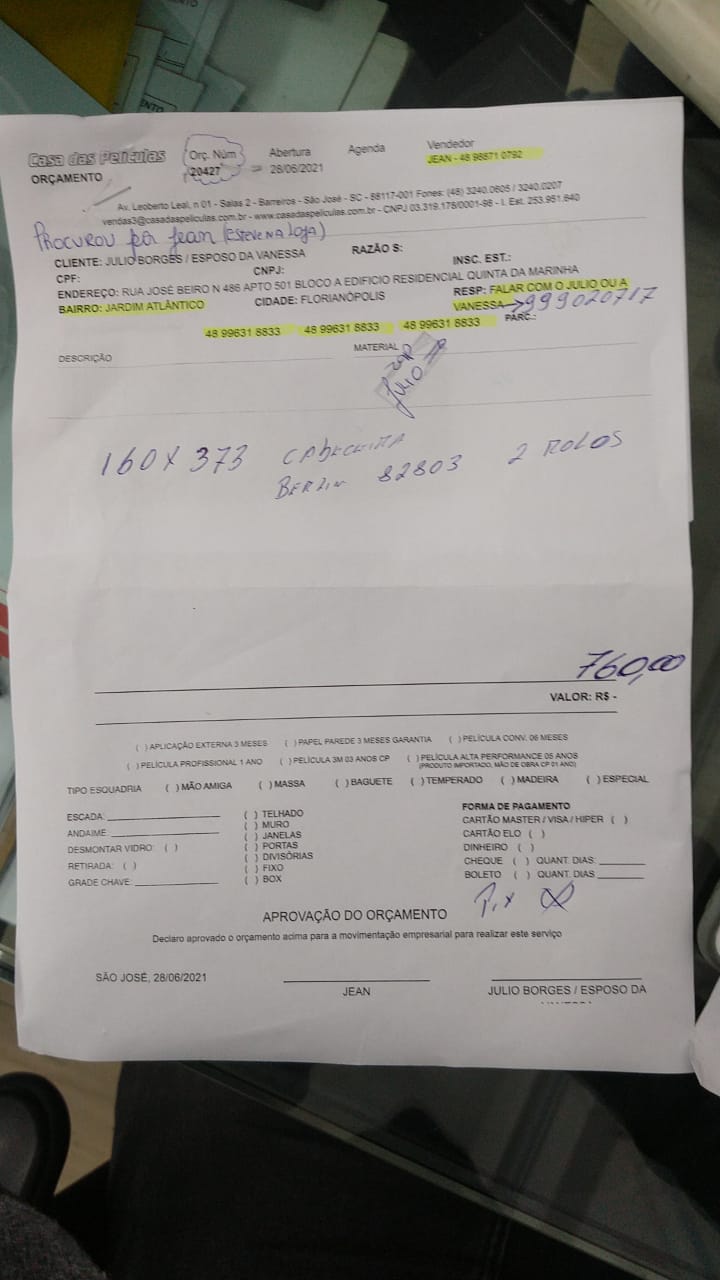 Casa das Películas Orç. Núm Abertura Agenda Vendedor
ORÇAMENTO 20427 28/06/2021 JEAN - 48 98871 0792
Av. Leoberto Leal, n 01 - Salas 2 - Barreiros - São José - SC - 88117-001 Fones: (48) 3240.0605 / 3240.0207
vendas3@casadaspeliculas.com.br - www.casadaspeliculas.com.br - CNPJ 03.319.178/0001-98 - I. Est. 253.951.640
PROCUROU POR JEAN (ESTEVE NA LOJA)
CLIENTE: JULIO BORGES / ESPOSO DA VANESSA RAZÃO S:
CPF: CNPJ: INSC. EST.:
ENDEREÇO: RUA JOSÉ BEIRO N 486 APTO 501 BLOCO A EDIFICIO RESIDENCIAL QUINTA DA MARINHA
BAIRRO: JARDIM ATLÂNTICO CIDADE: FLORIANÓPOLIS RESP: FALAR COM O JULIO OU A
VANESSA 999020717
48 99631 8833 48 99631 8833 48 99631 8833 PARC.:
DESCRIÇÃO MATERIAL
JULIO
160 X 373 CABECEIRA
BERLIN 82803 2 ROLOS
760,00
VALOR: R$ -
( ) APLICAÇÃO EXTERNA 3 MESES ( ) PAPEL PAREDE 3 MESES GARANTIA ( ) PELÍCULA CONV. 06 MESES
( ) PELÍCULA PROFISSIONAL 1 ANO ( ) PELÍCULA 3M 03 ANOS CP ( ) PELÍCULA ALTA PERFORMANCE 05 ANOS
(PRODUTO IMPORTADO, MÃO DE OBRA CP 01 ANO)
TIPO ESQUADRIA ( ) MÃO AMIGA ( ) MASSA ( ) BAGUETE ( ) TEMPERADO ( ) MADEIRA ( ) ESPECIAL
ESCADA: ( ) TELHADO FORMA DE PAGAMENTO
ANDAIME: ( ) MURO CARTÃO MASTER / VISA / HIPER ( )
( ) JANELAS CARTÃO ELO ( )
DESMONTAR VIDRO: ( ) ( ) PORTAS DINHEIRO ( )
RETIRADA: ( ) ( ) DIVISÓRIAS CHEQUE ( ) QUANT. DIAS:
( ) FIXO BOLETO ( ) QUANT. DIAS
GRADE CHAVE: ( ) BOX
Pix
APROVAÇÃO DO ORÇAMENTO
Declaro aprovado o orçamento acima para a movimentação empresarial para realizar este serviço
SÃO JOSÉ, 28/06/2021
JEAN JULIO BORGES / ESPOSO DA